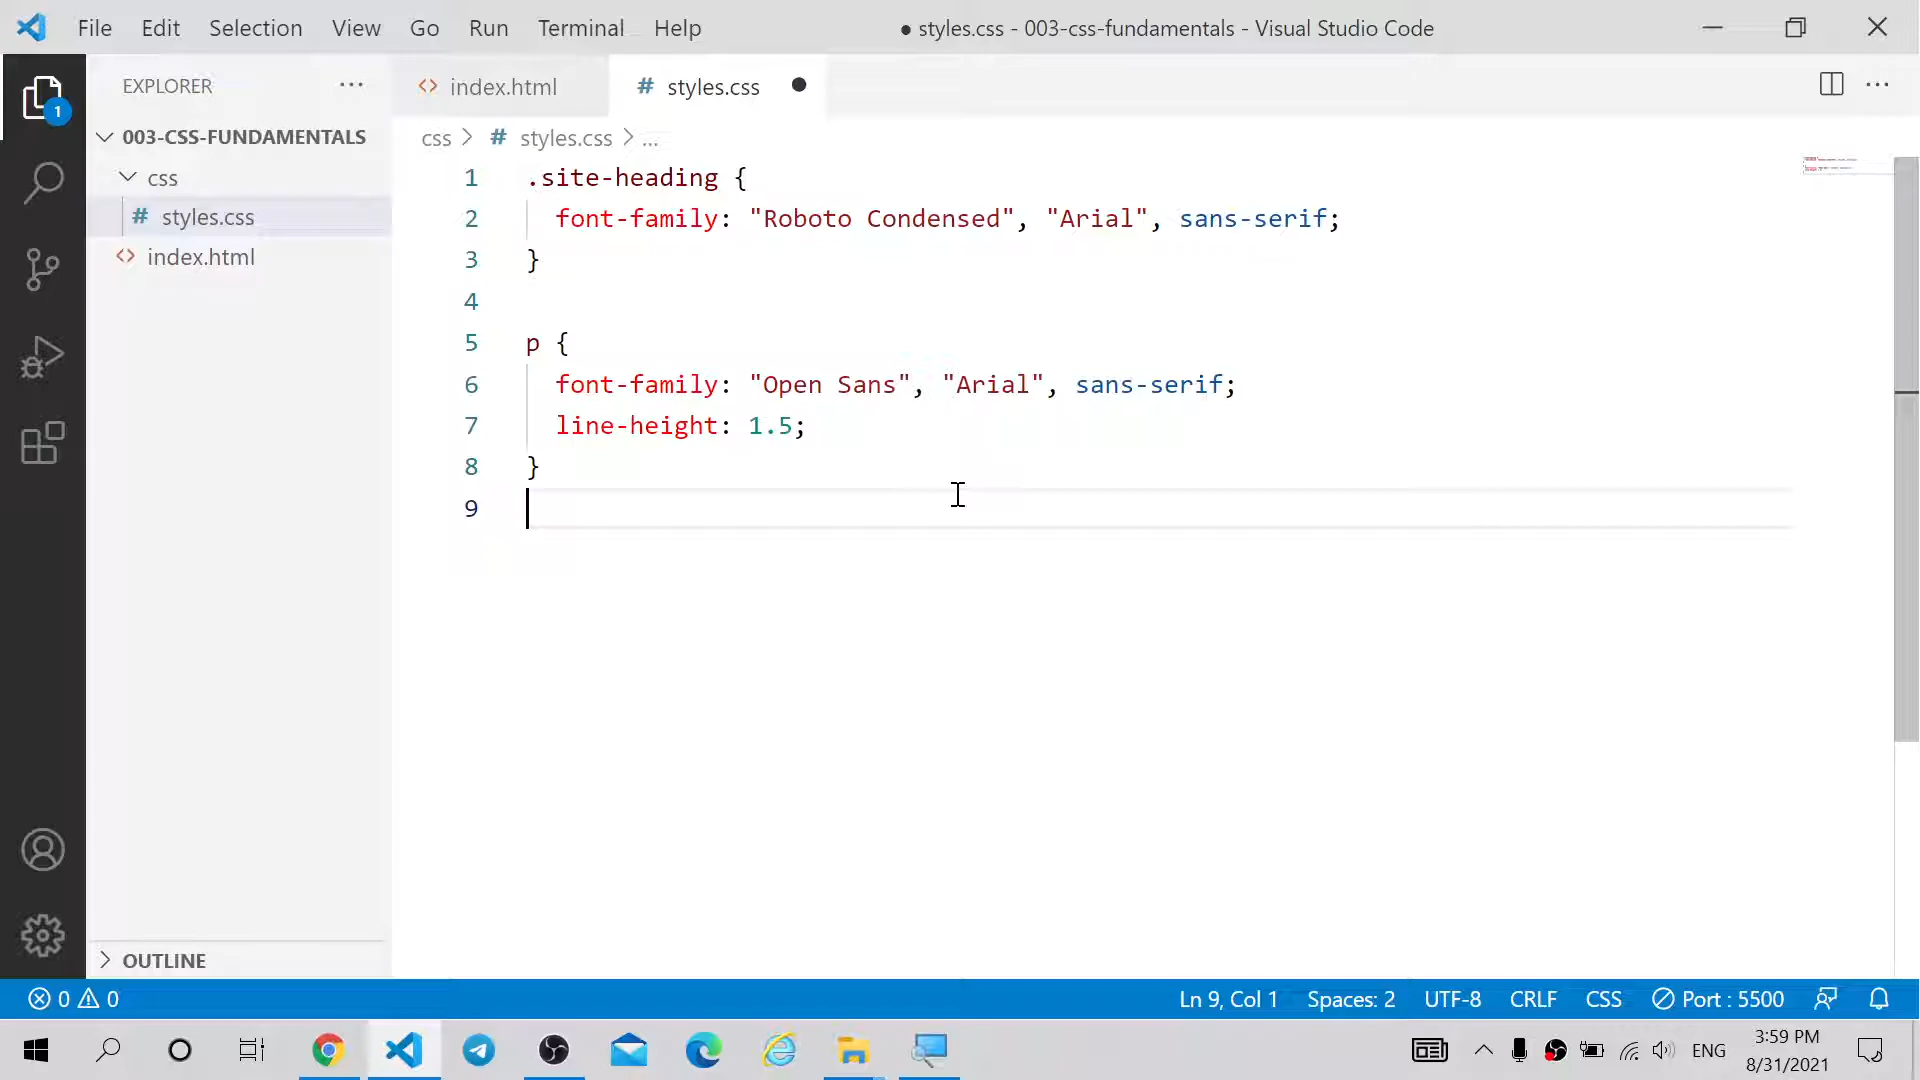 File Edit Selection View Go Run Terminal Help
● styles.css - 003-css-fundamentals - Visual Studio Code
1
EXPLORER
···
index.html
# styles.css ●
003-CSS-FUNDAMENTALS
css
# styles.css
index.html
css > # styles.css > ...
1 .site-heading {
2 font-family: "Roboto Condensed", "Arial", sans-serif;
3 }
4
5 p {
6 font-family: "Open Sans", "Arial", sans-serif;
7 line-height: 1.5;
8 }
9
OUTLINE
0 0
Ln 9, Col 1 Spaces: 2 UTF-8 CRLF CSS Port : 5500
ENG
3:59 PM
8/31/2021